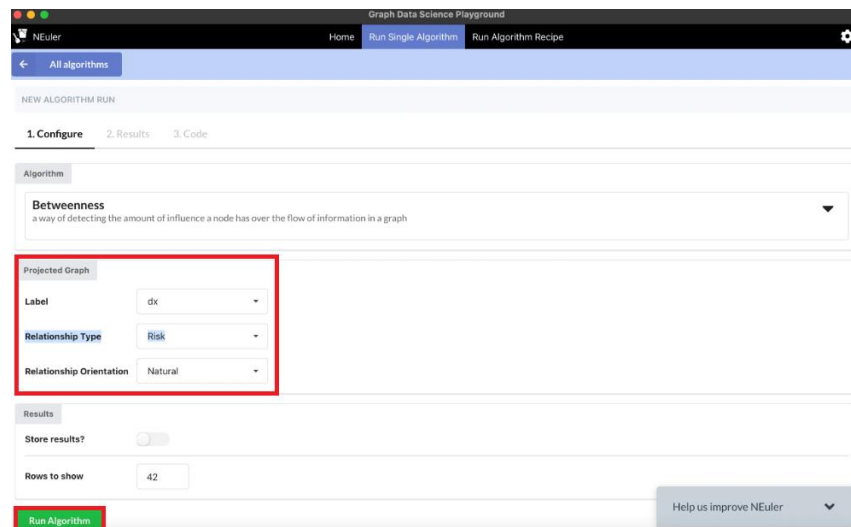 Graph Data Science Playground
NEuler Home Run Single Algorithm Run Algorithm Recipe
← All algorithms
NEW ALGORITHM RUN
1. Configure 2. Results 3. Code
Algorithm
Betweenness
a way of detecting the amount of influence a node has over the flow of information in a graph
Projected Graph
Label dx
Relationship Type Risk
Relationship Orientation Natural
Results
Store results?
Rows to show 42
Help us improve NEuler
Run Algorithm